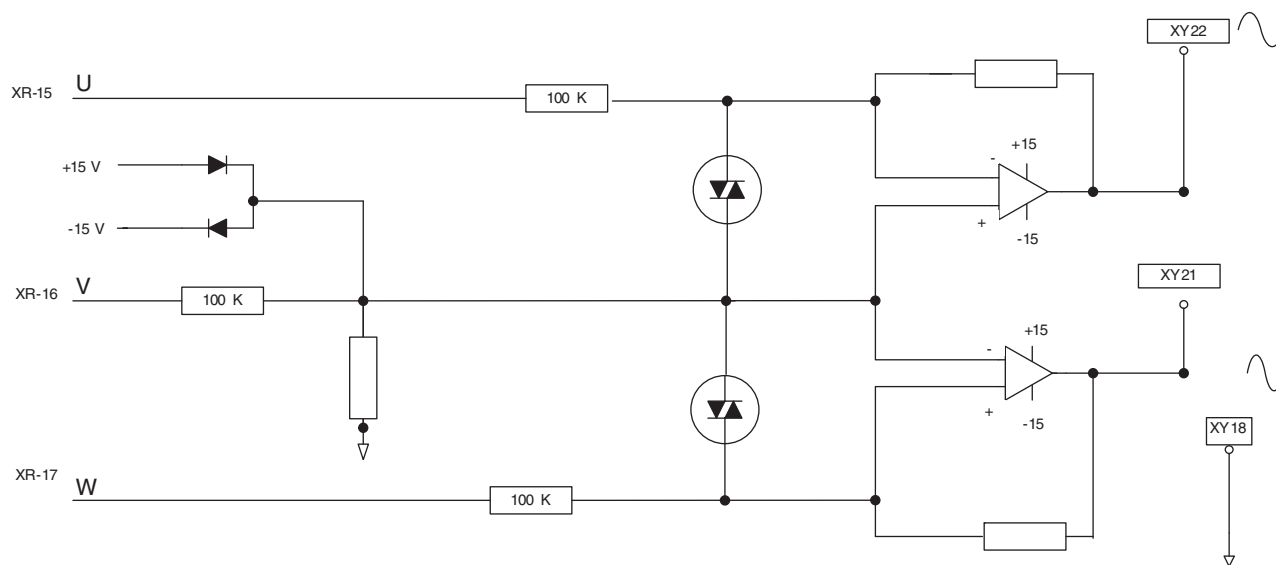 XY22
U
XR-15
100 K
+15 V
+15
-
-15 V
+
-15
XY21
V
XR-16
100 K
+15
-
+
-15
XY18
XR-17
W
100 K